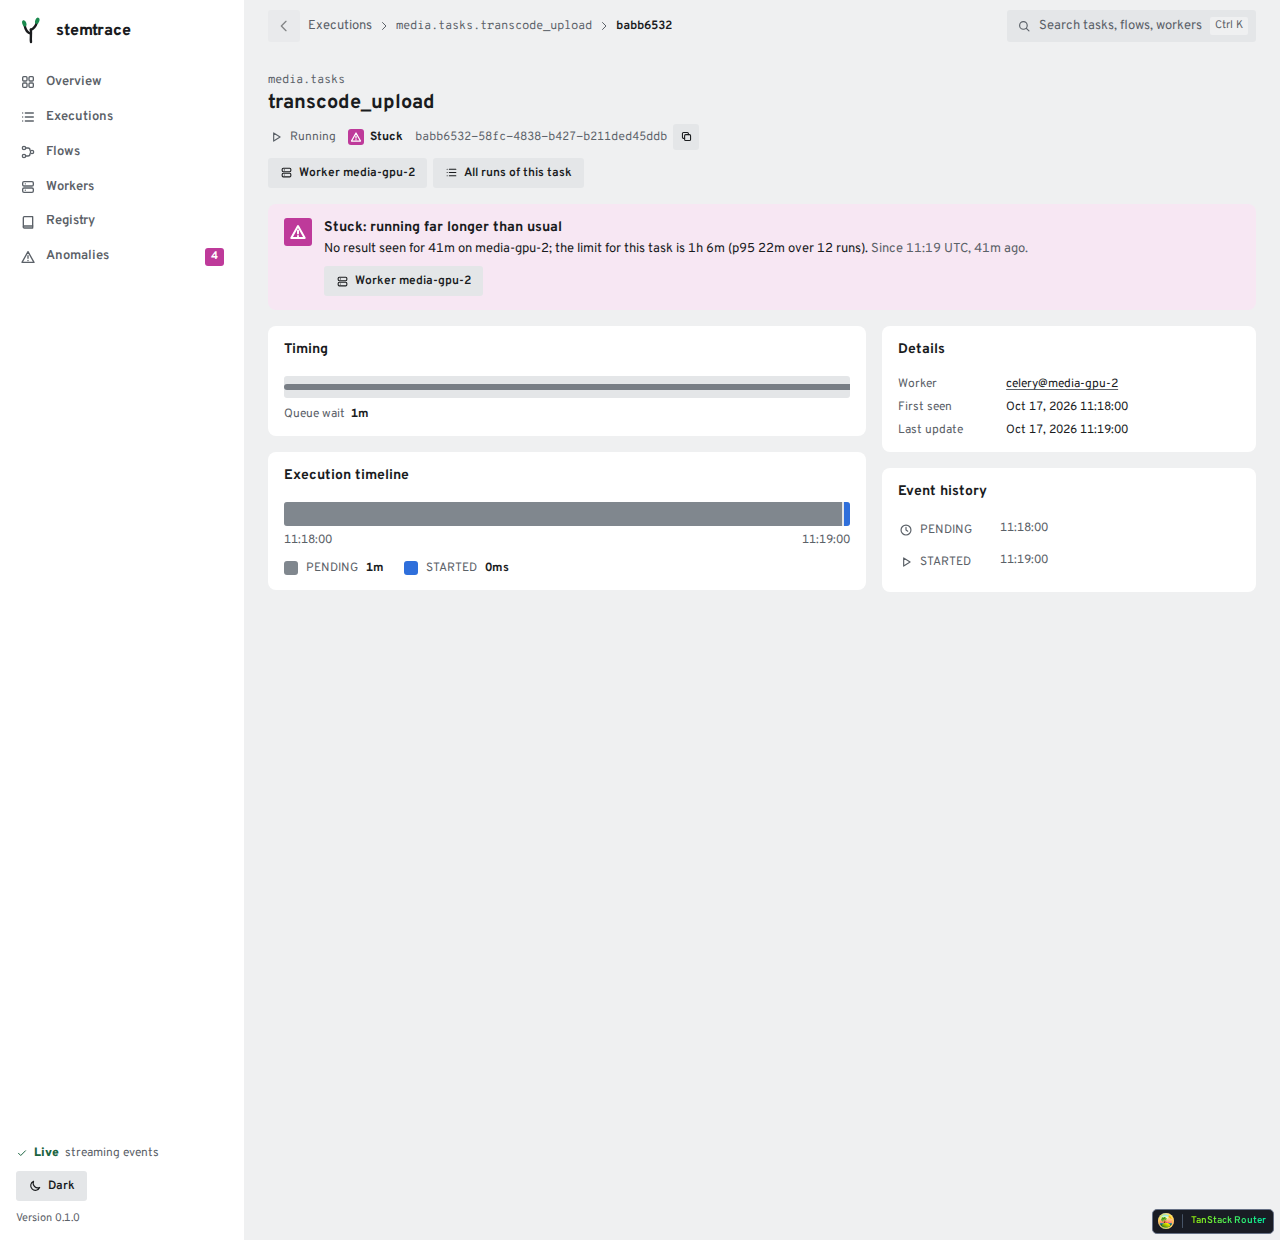 stemtrace
Overview
Executions
Flows
Workers
Registry
Anomalies 4
Live streaming events
Dark
Version 0.1.0
Executions > media.tasks.transcode_upload > babb6532
Search tasks, flows, workers Ctrl K
media.tasks
transcode_upload
Running Stuck babb6532-58fc-4838-b427-b211ded45ddb
Worker media-gpu-2 All runs of this task
Stuck: running far longer than usual
No result seen for 41m on media-gpu-2; the limit for this task is 1h 6m (p95 22m over 12 runs). Since 11:19 UTC, 41m ago.
Worker media-gpu-2
Timing
Queue wait 1m
Execution timeline
11:18:00 11:19:00
PENDING 1m STARTED 0ms
Details
Worker celery@media-gpu-2
First seen Oct 17, 2026 11:18:00
Last update Oct 17, 2026 11:19:00
Event history
PENDING 11:18:00
STARTED 11:19:00
TanStack Router